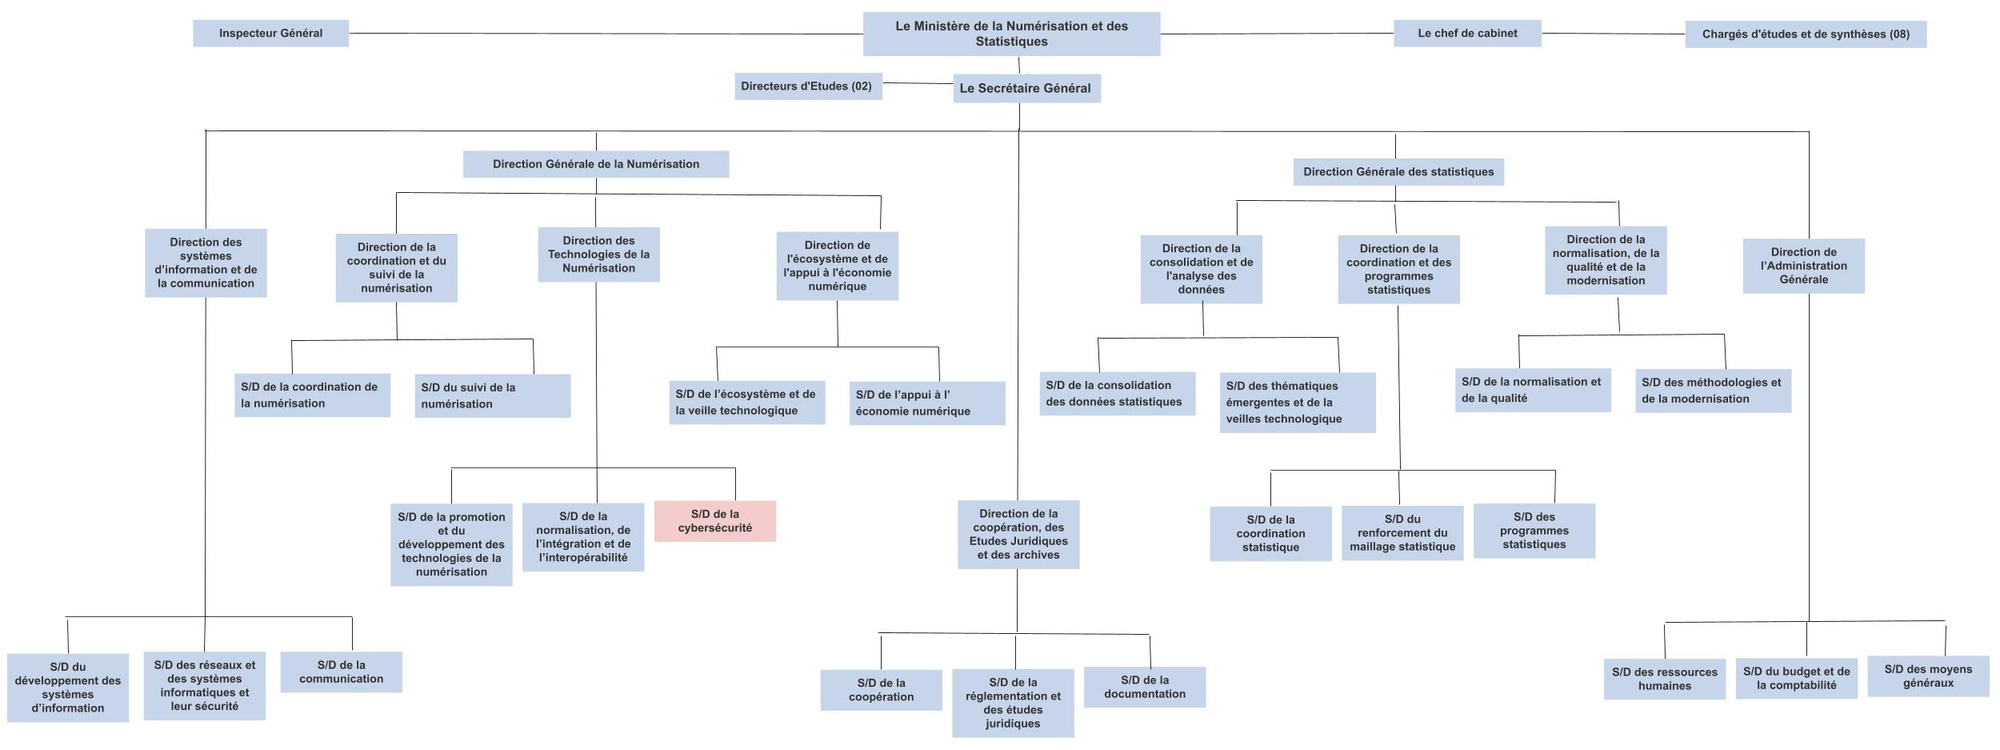 Inspecteur Général
Le Ministère de la Numérisation et des
Statistiques
Le chef de cabinet
Chargés d'études et de synthèses (08)
Directeurs d'Etudes (02)
Le Secrétaire Général
Direction Générale de la Numérisation
Direction Générale des statistiques
Direction des
systèmes
d’information et de
la communication
Direction de la
coordination et du
suivi de la
numérisation
Direction des
Technologies de la
Numérisation
Direction de
l'écosystème et de
l'appui à l'économie
numérique
Direction de la
consolidation et de
l'analyse des
données
Direction de la
coordination et des
programmes
statistiques
Direction de la
normalisation, de la
qualité et de la
modernisation
Direction de
l’Administration
Générale
S/D de la coordination de
la numérisation
S/D du suivi de la
numérisation
S/D de l’écosystème et de
la veille technologique
S/D de l’appui à l’
économie numérique
S/D de la consolidation
des données statistiques
S/D des thématiques
émergentes et de la
veilles technologique
S/D de la normalisation et
de la qualité
S/D des méthodologies et
de la modernisation
S/D de la promotion
et du
développement des
technologies de la
numérisation
S/D de la
normalisation, de
l’intégration et de
l’interopérabilité
S/D de la
cybersécurité
Direction de la
coopération, des
Etudes Juridiques
et des archives
S/D de la
coordination
statistique
S/D du
renforcement du
maillage statistique
S/D des
programmes
statistiques
S/D du
développement des
systèmes
d’information
S/D des réseaux et
des systèmes
informatiques et
leur sécurité
S/D de la
communication
S/D de la
coopération
S/D de la
réglementation et
des études
juridiques
S/D de la
documentation
S/D des ressources
humaines
S/D du budget et de
la comptabilité
S/D des moyens
généraux